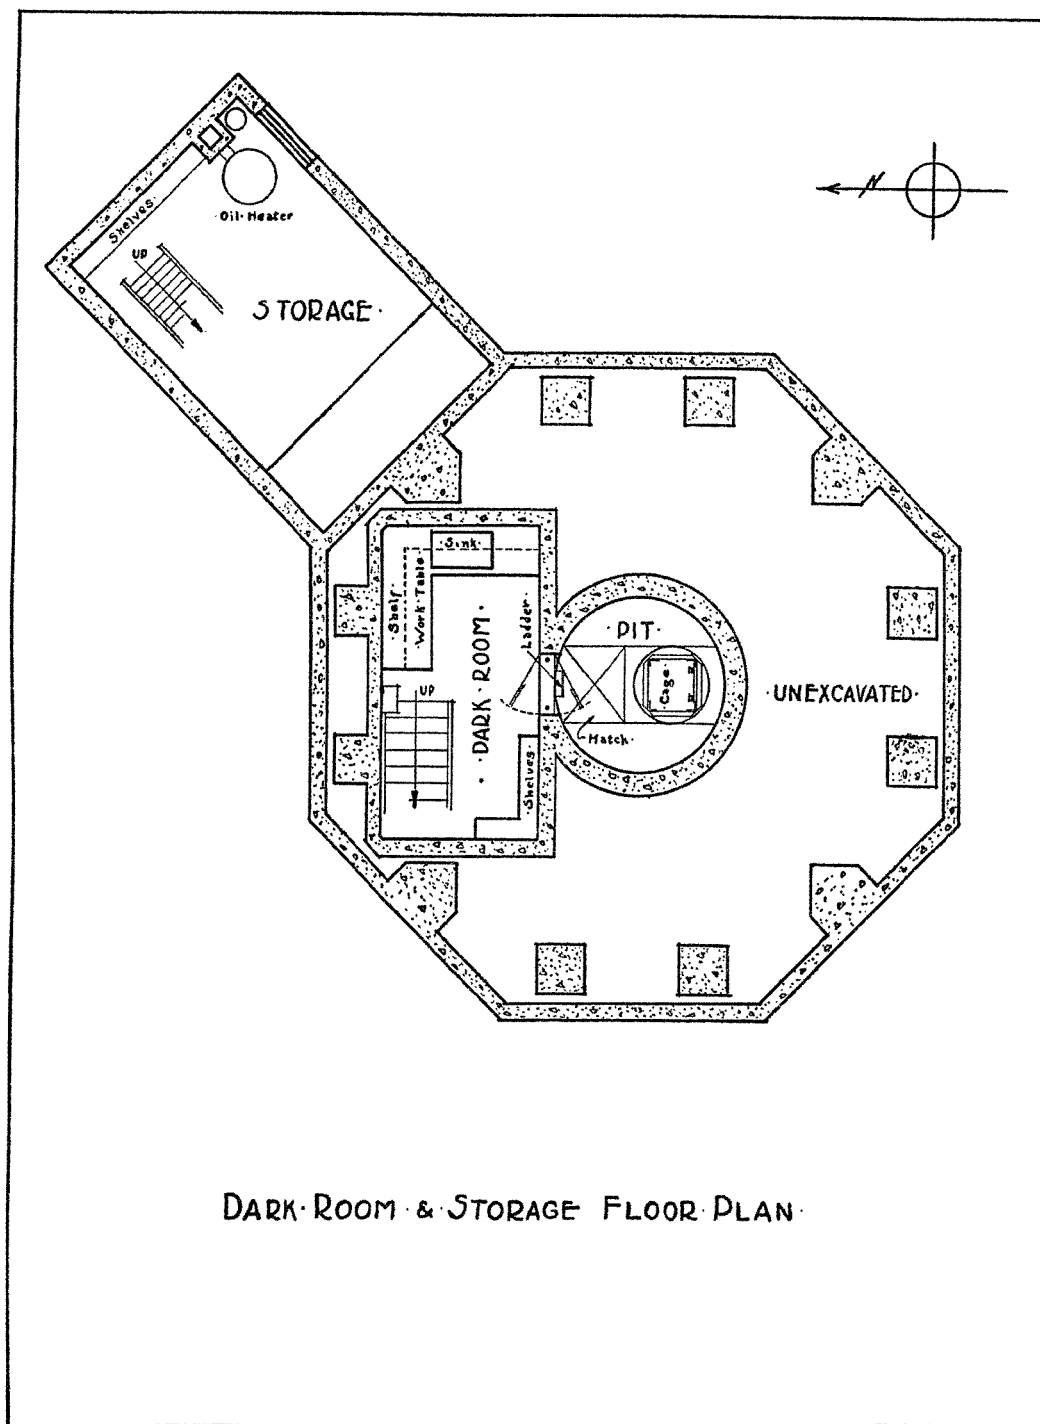 N
Shelves.
·Oil·Heater
UP
STORAGE·
·Sink·
Shelf·
·Work·Table·
Ladder·
·DARK·ROOM·
·PIT·
Cage
·UNEXCAVATED·
UP
Hatch·
Shelves
DARK·ROOM·&·STORAGE FLOOR·PLAN·